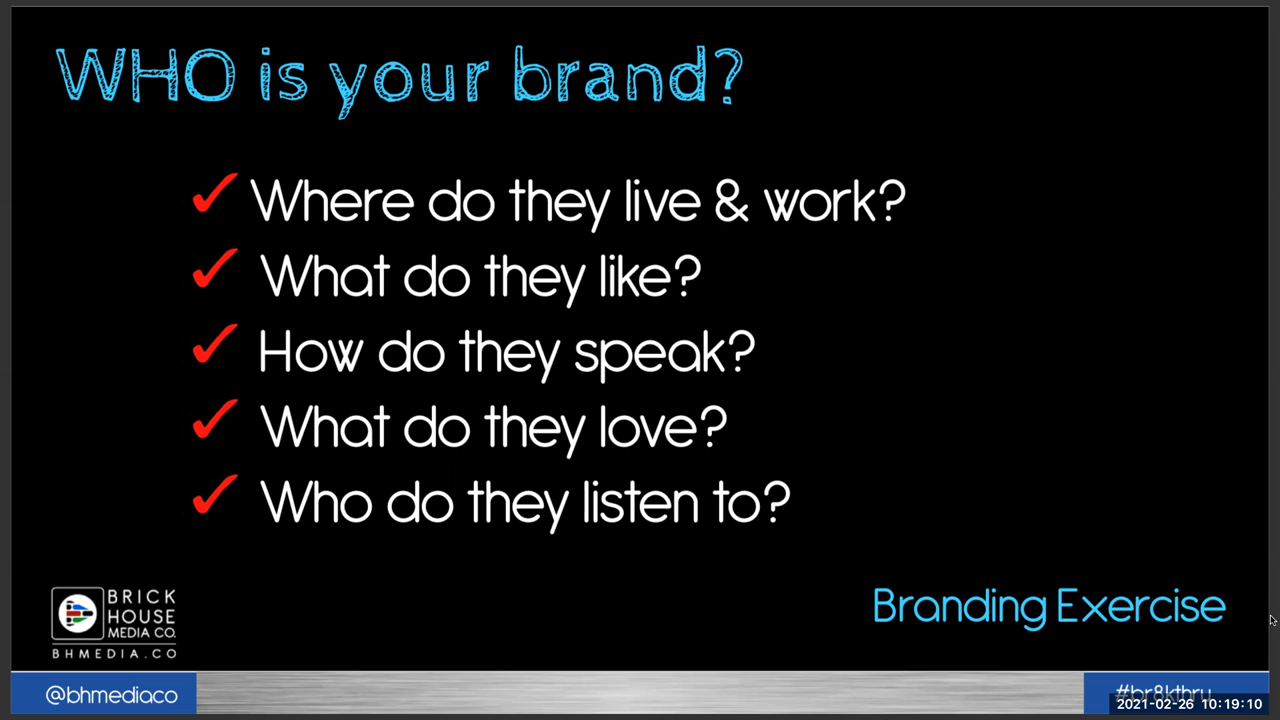 WHO is your brand?
Where do they live & work?
What do they like?
How do they speak?
What do they love?
Who do they listen to?
BRICK
HOUSE
MEDIA CO.
BHMEDIA.CO
Branding Exercise
@bhmediaco
#br8kthru
2021-02-26 10:19:10